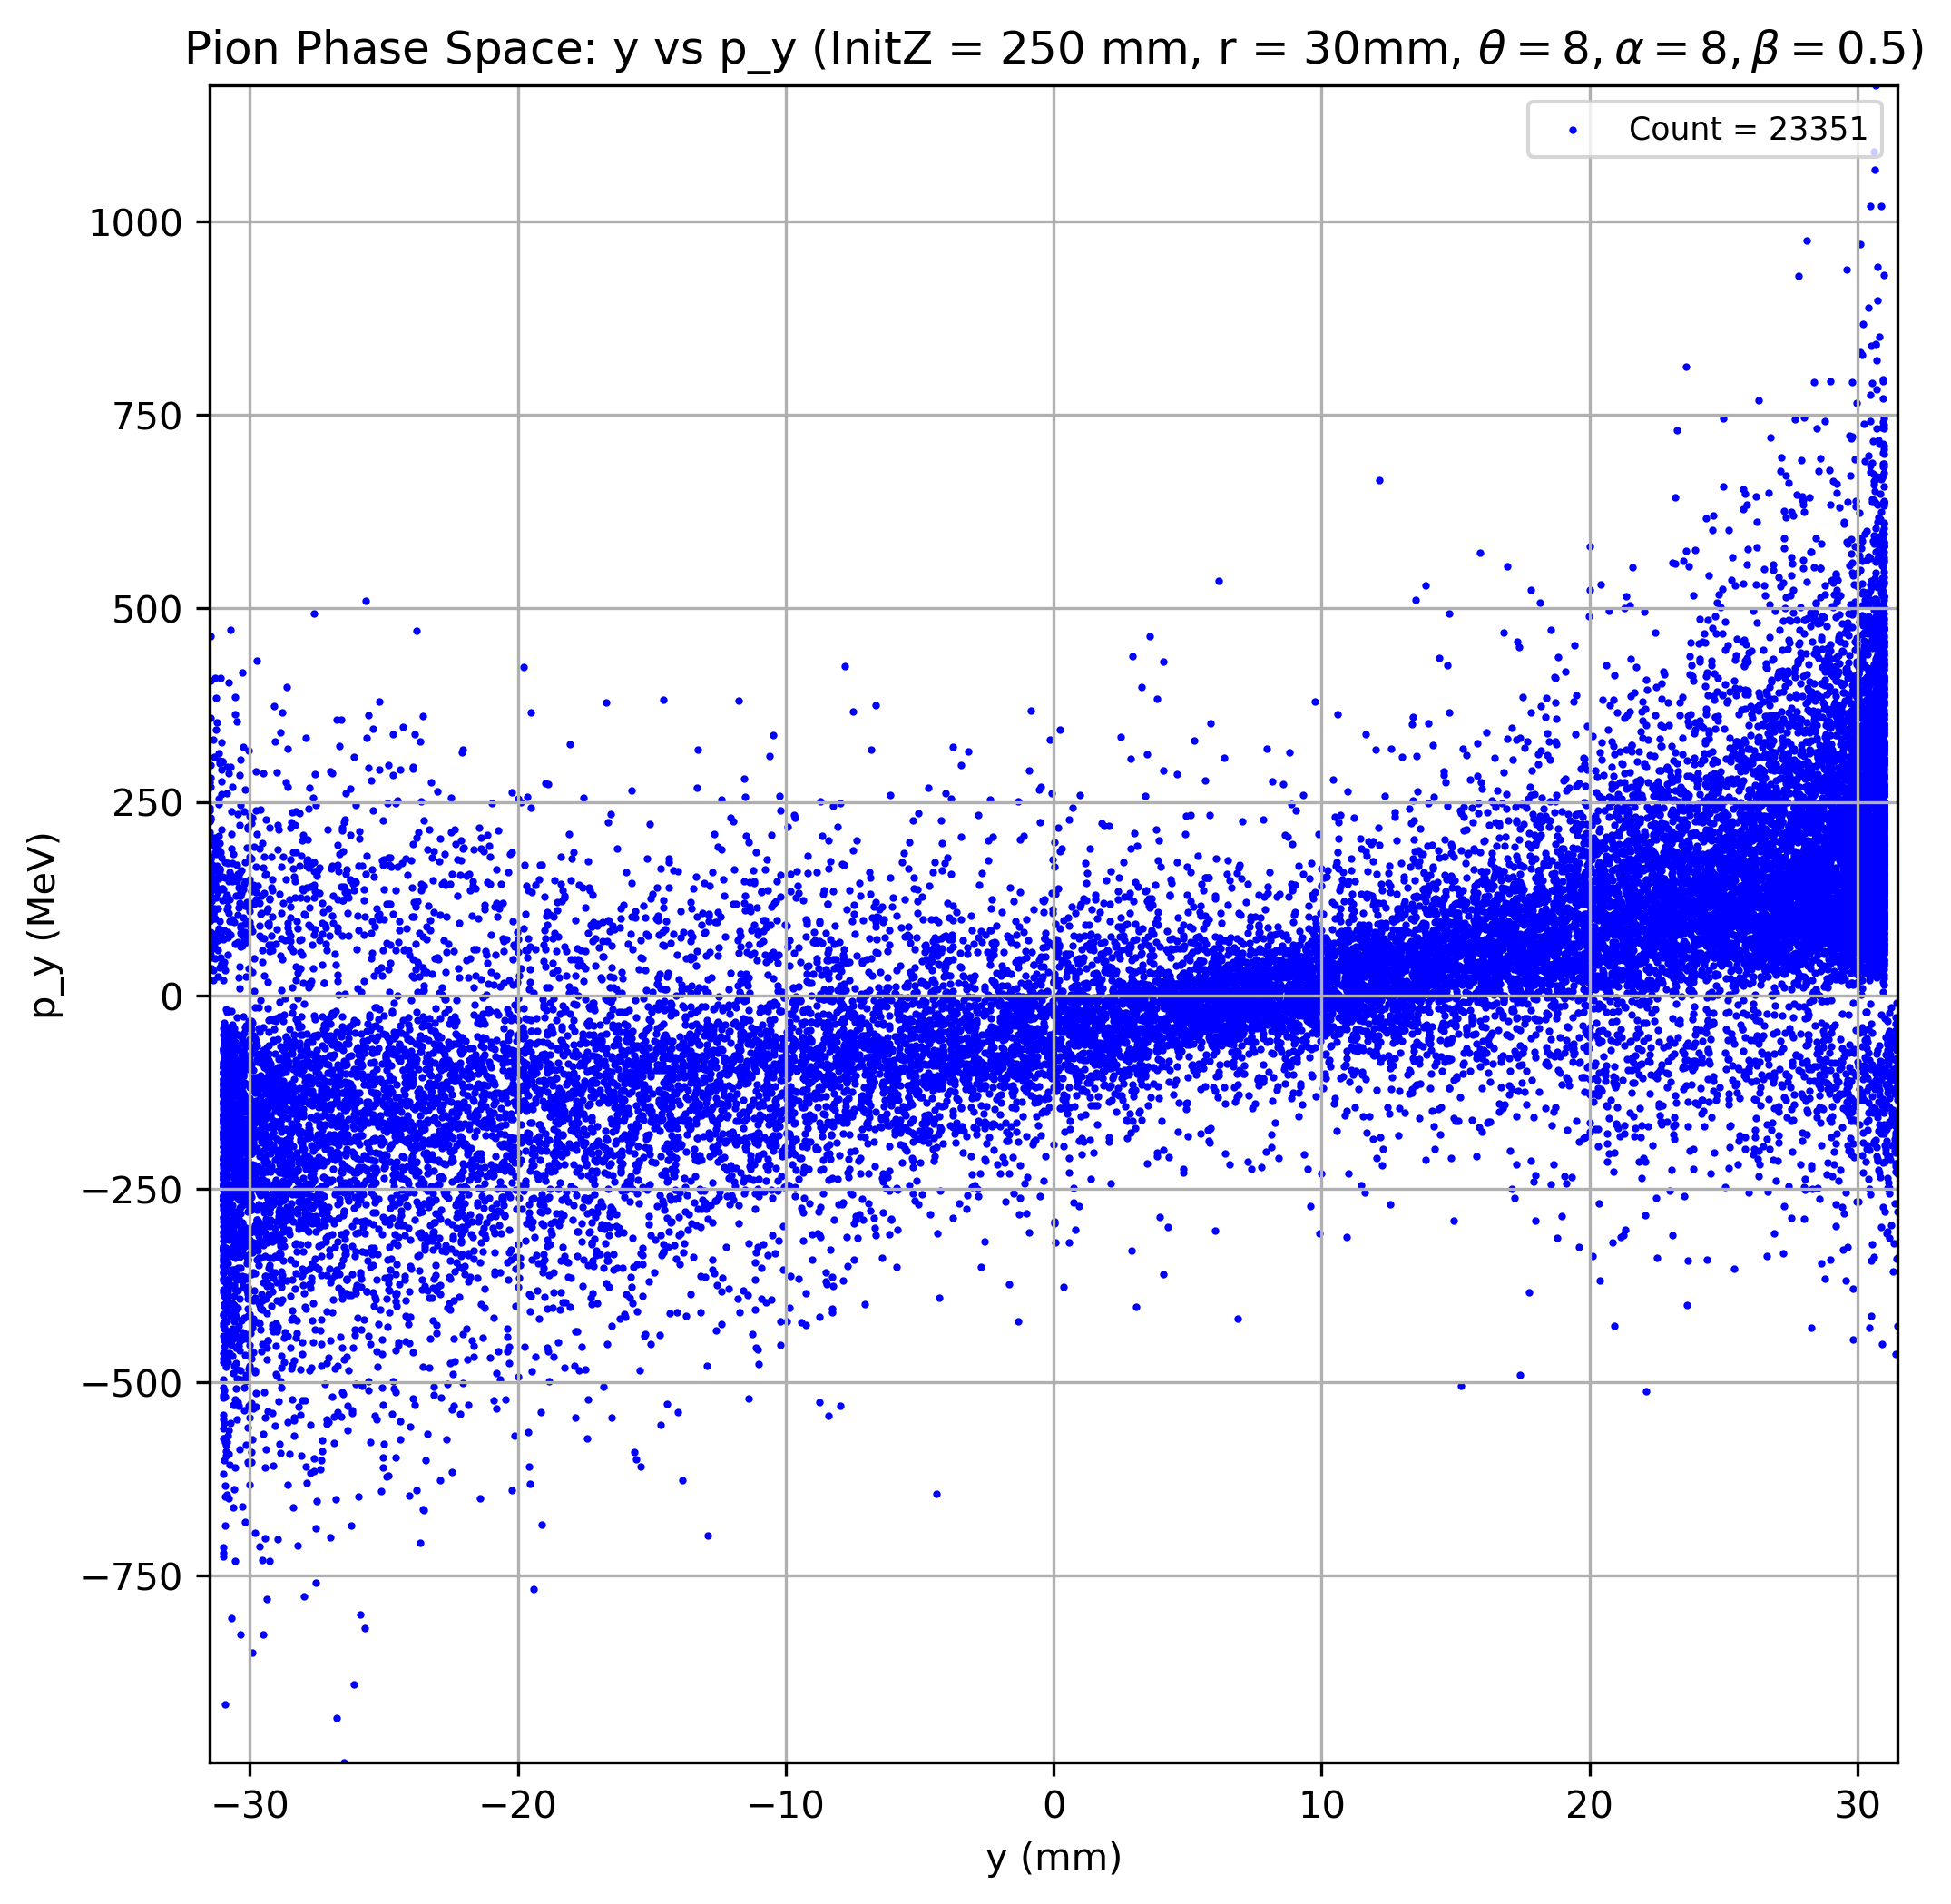 Pion Phase Space: y vs p_y (InitZ = 250 mm, r = 30mm, θ = 8, α = 8, β = 0.5)
Count = 23351
1000
750
500
250
0
−250
−500
−750
p_y (MeV)
−30 −20 −10 0 10 20 30
y (mm)